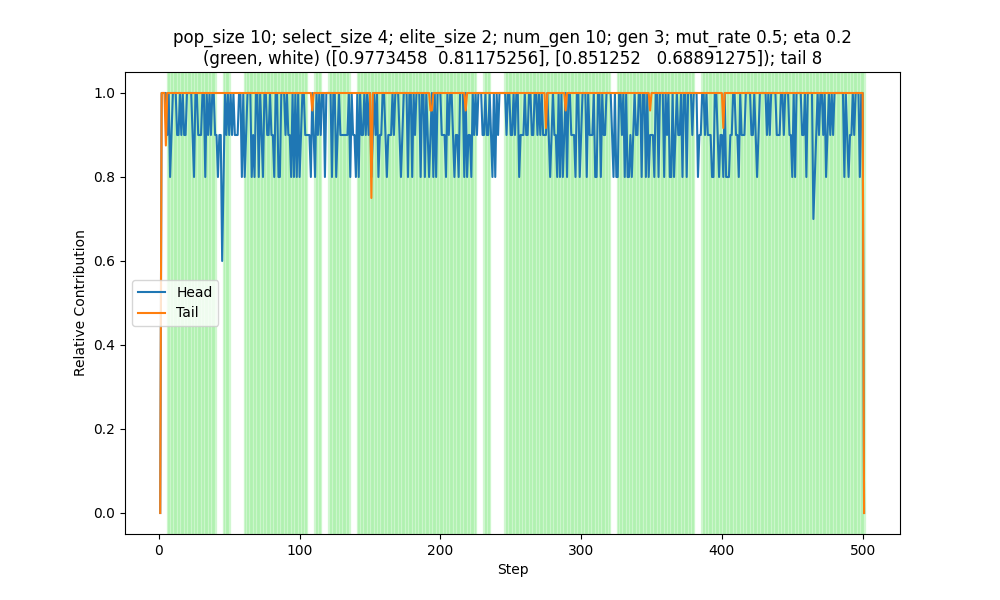 pop_size 10; select_size 4; elite_size 2; num_gen 10; gen 3; mut_rate 0.5; eta 0.2
(green, white) ([0.9773458  0.81175256], [0.851252   0.68891275]); tail 8
1.0
0.8
0.6
0.4
0.2
0.0
Relative Contribution
Head
Tail
0
100
200
300
400
500
Step